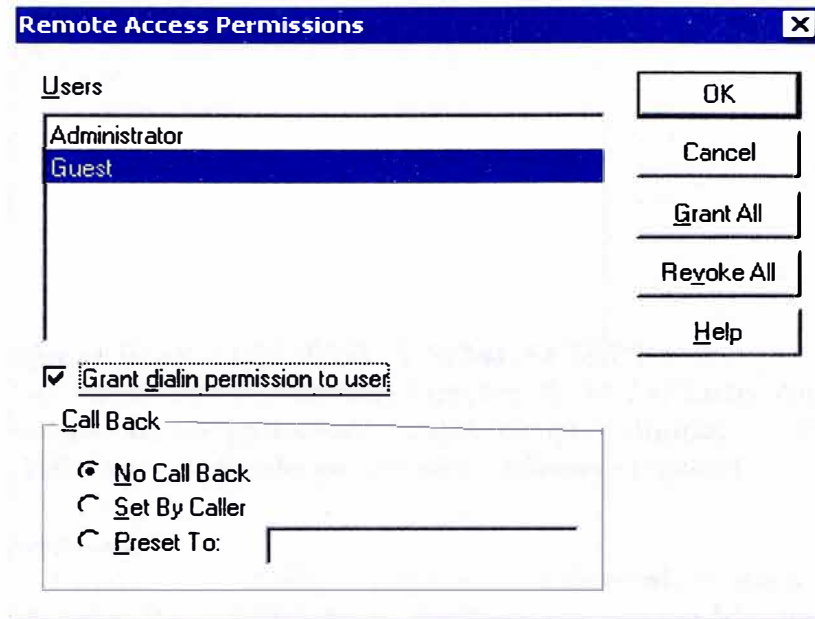 Remote Access Permissions
Users
Administrator
Guest
OK
Cancel
Grant All
Revoke All
Help
Grant dialin permission to user
Call Back
No Call Back
Set By Caller
Preset To: